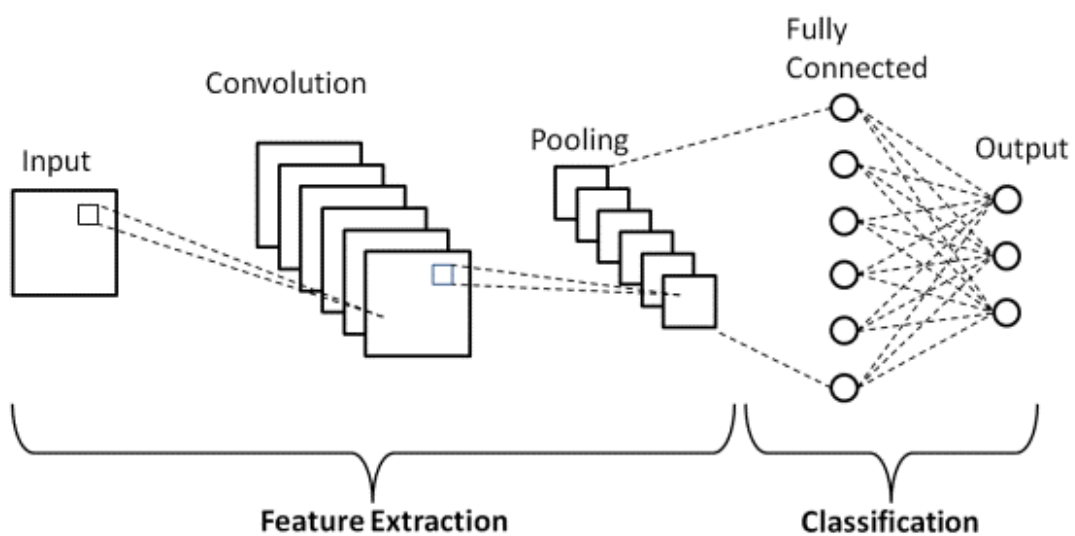 Input
Convolution
Pooling
Fully
Connected
Output
Feature Extraction
Classification